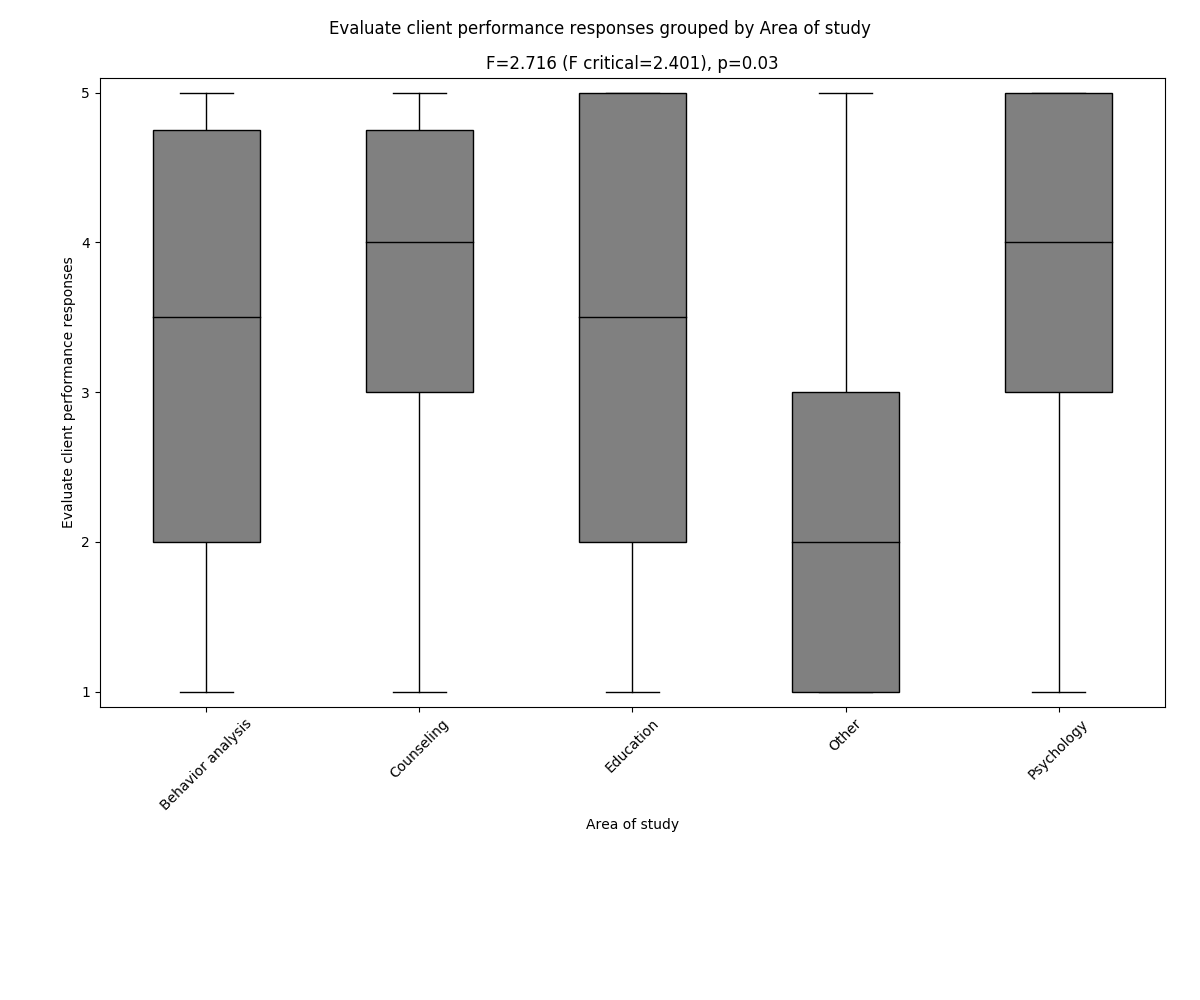 Evaluate client performance responses grouped by Area of study
F=2.716 (F critical=2.401), p=0.03
5
4
3
2
1
Evaluate client performance responses
Behavior analysis
Counseling
Education
Other
Psychology
Area of study